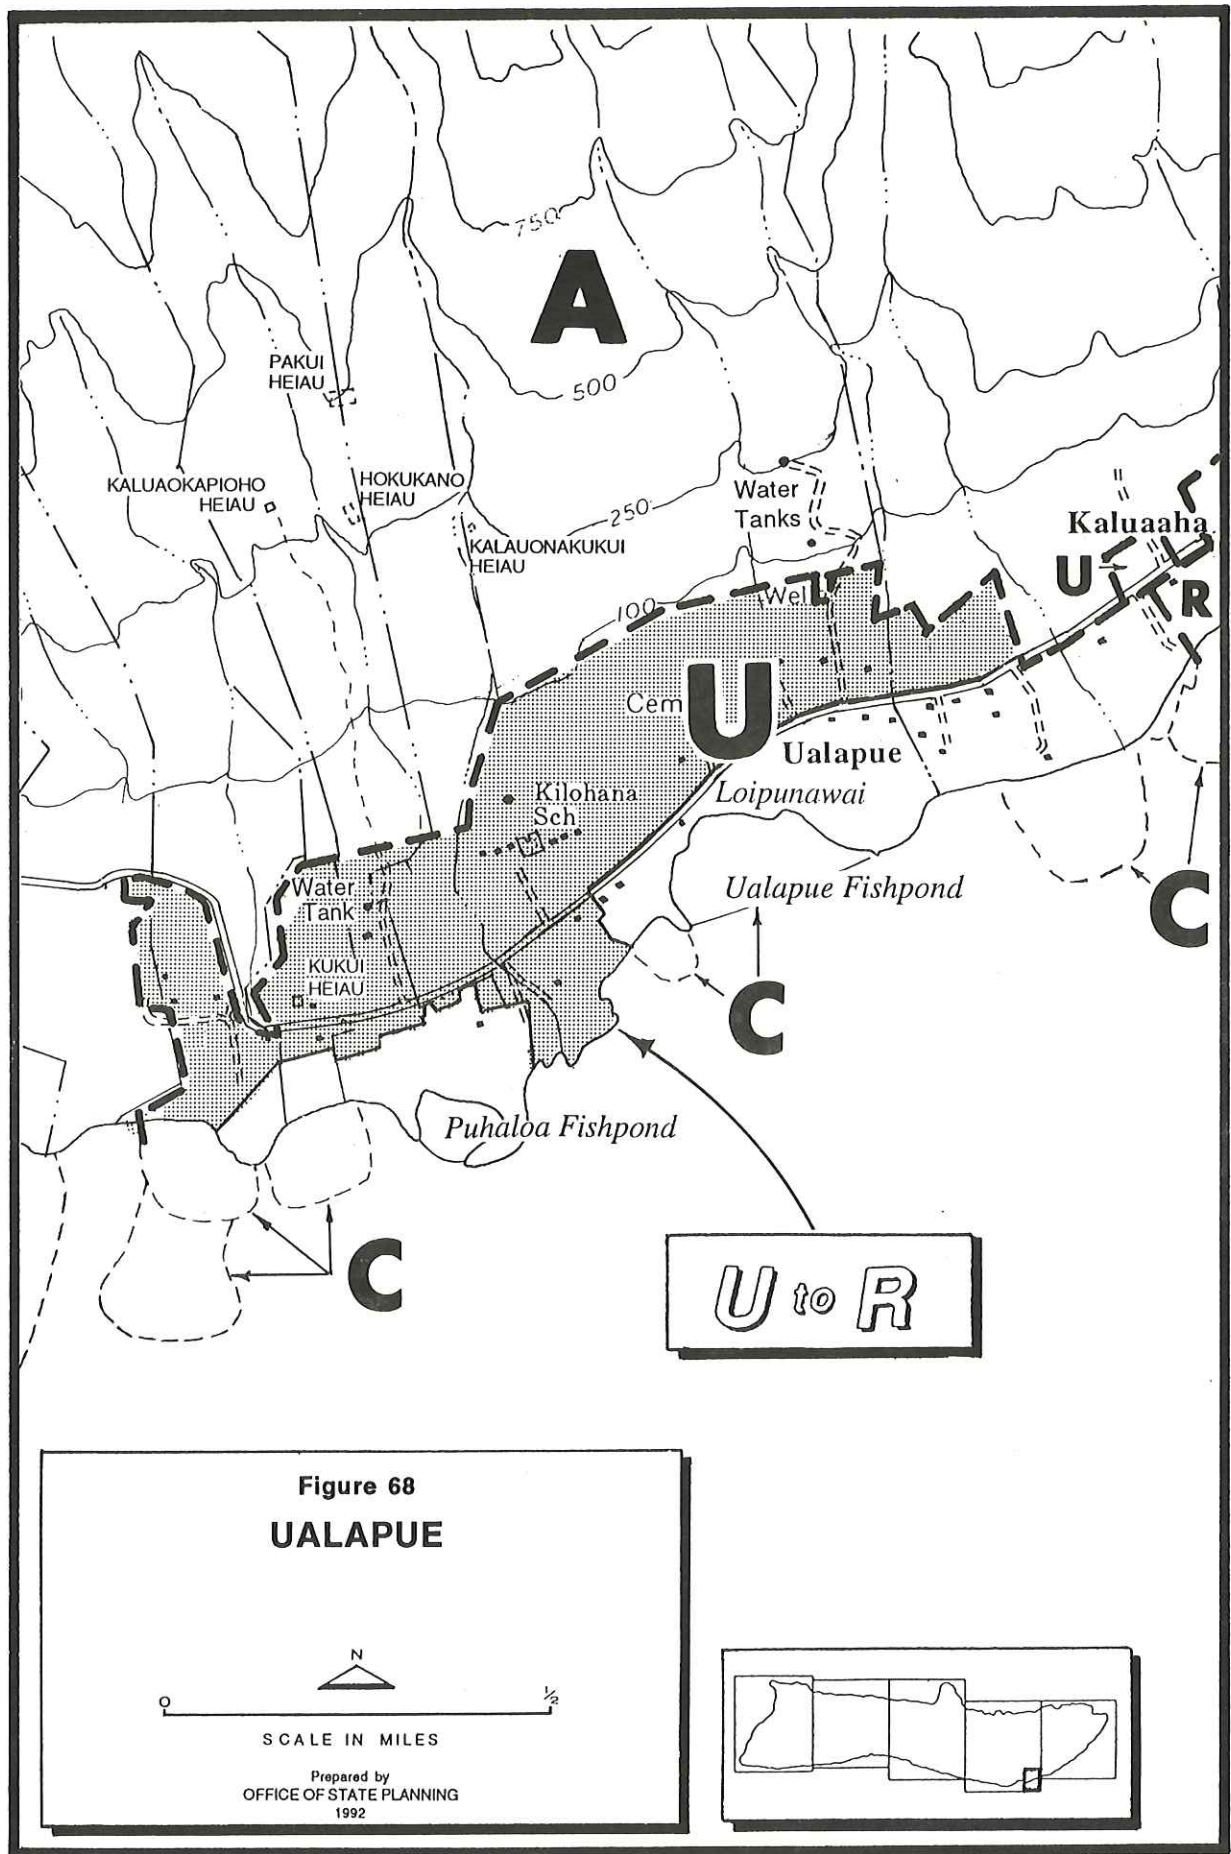 750
A
PAKUI
HEIAU
500
KALUAOKAPIOHO
HEIAU
HOKUKANO
HEIAU
Water
Tanks
250
KALAUONAKUKUI
HEIAU
Kaluaaha
U
R
100
Well
Cem
U
Ualapue
Kilohana
Sch
Loipunawai
Water
Tank
Ualapue Fishpond
C
KUKUI
HEIAU
C
Puhaloa Fishpond
C
U to R
Figure 68
UALAPUE
N
0
1/2
SCALE IN MILES
Prepared by
OFFICE OF STATE PLANNING
1992